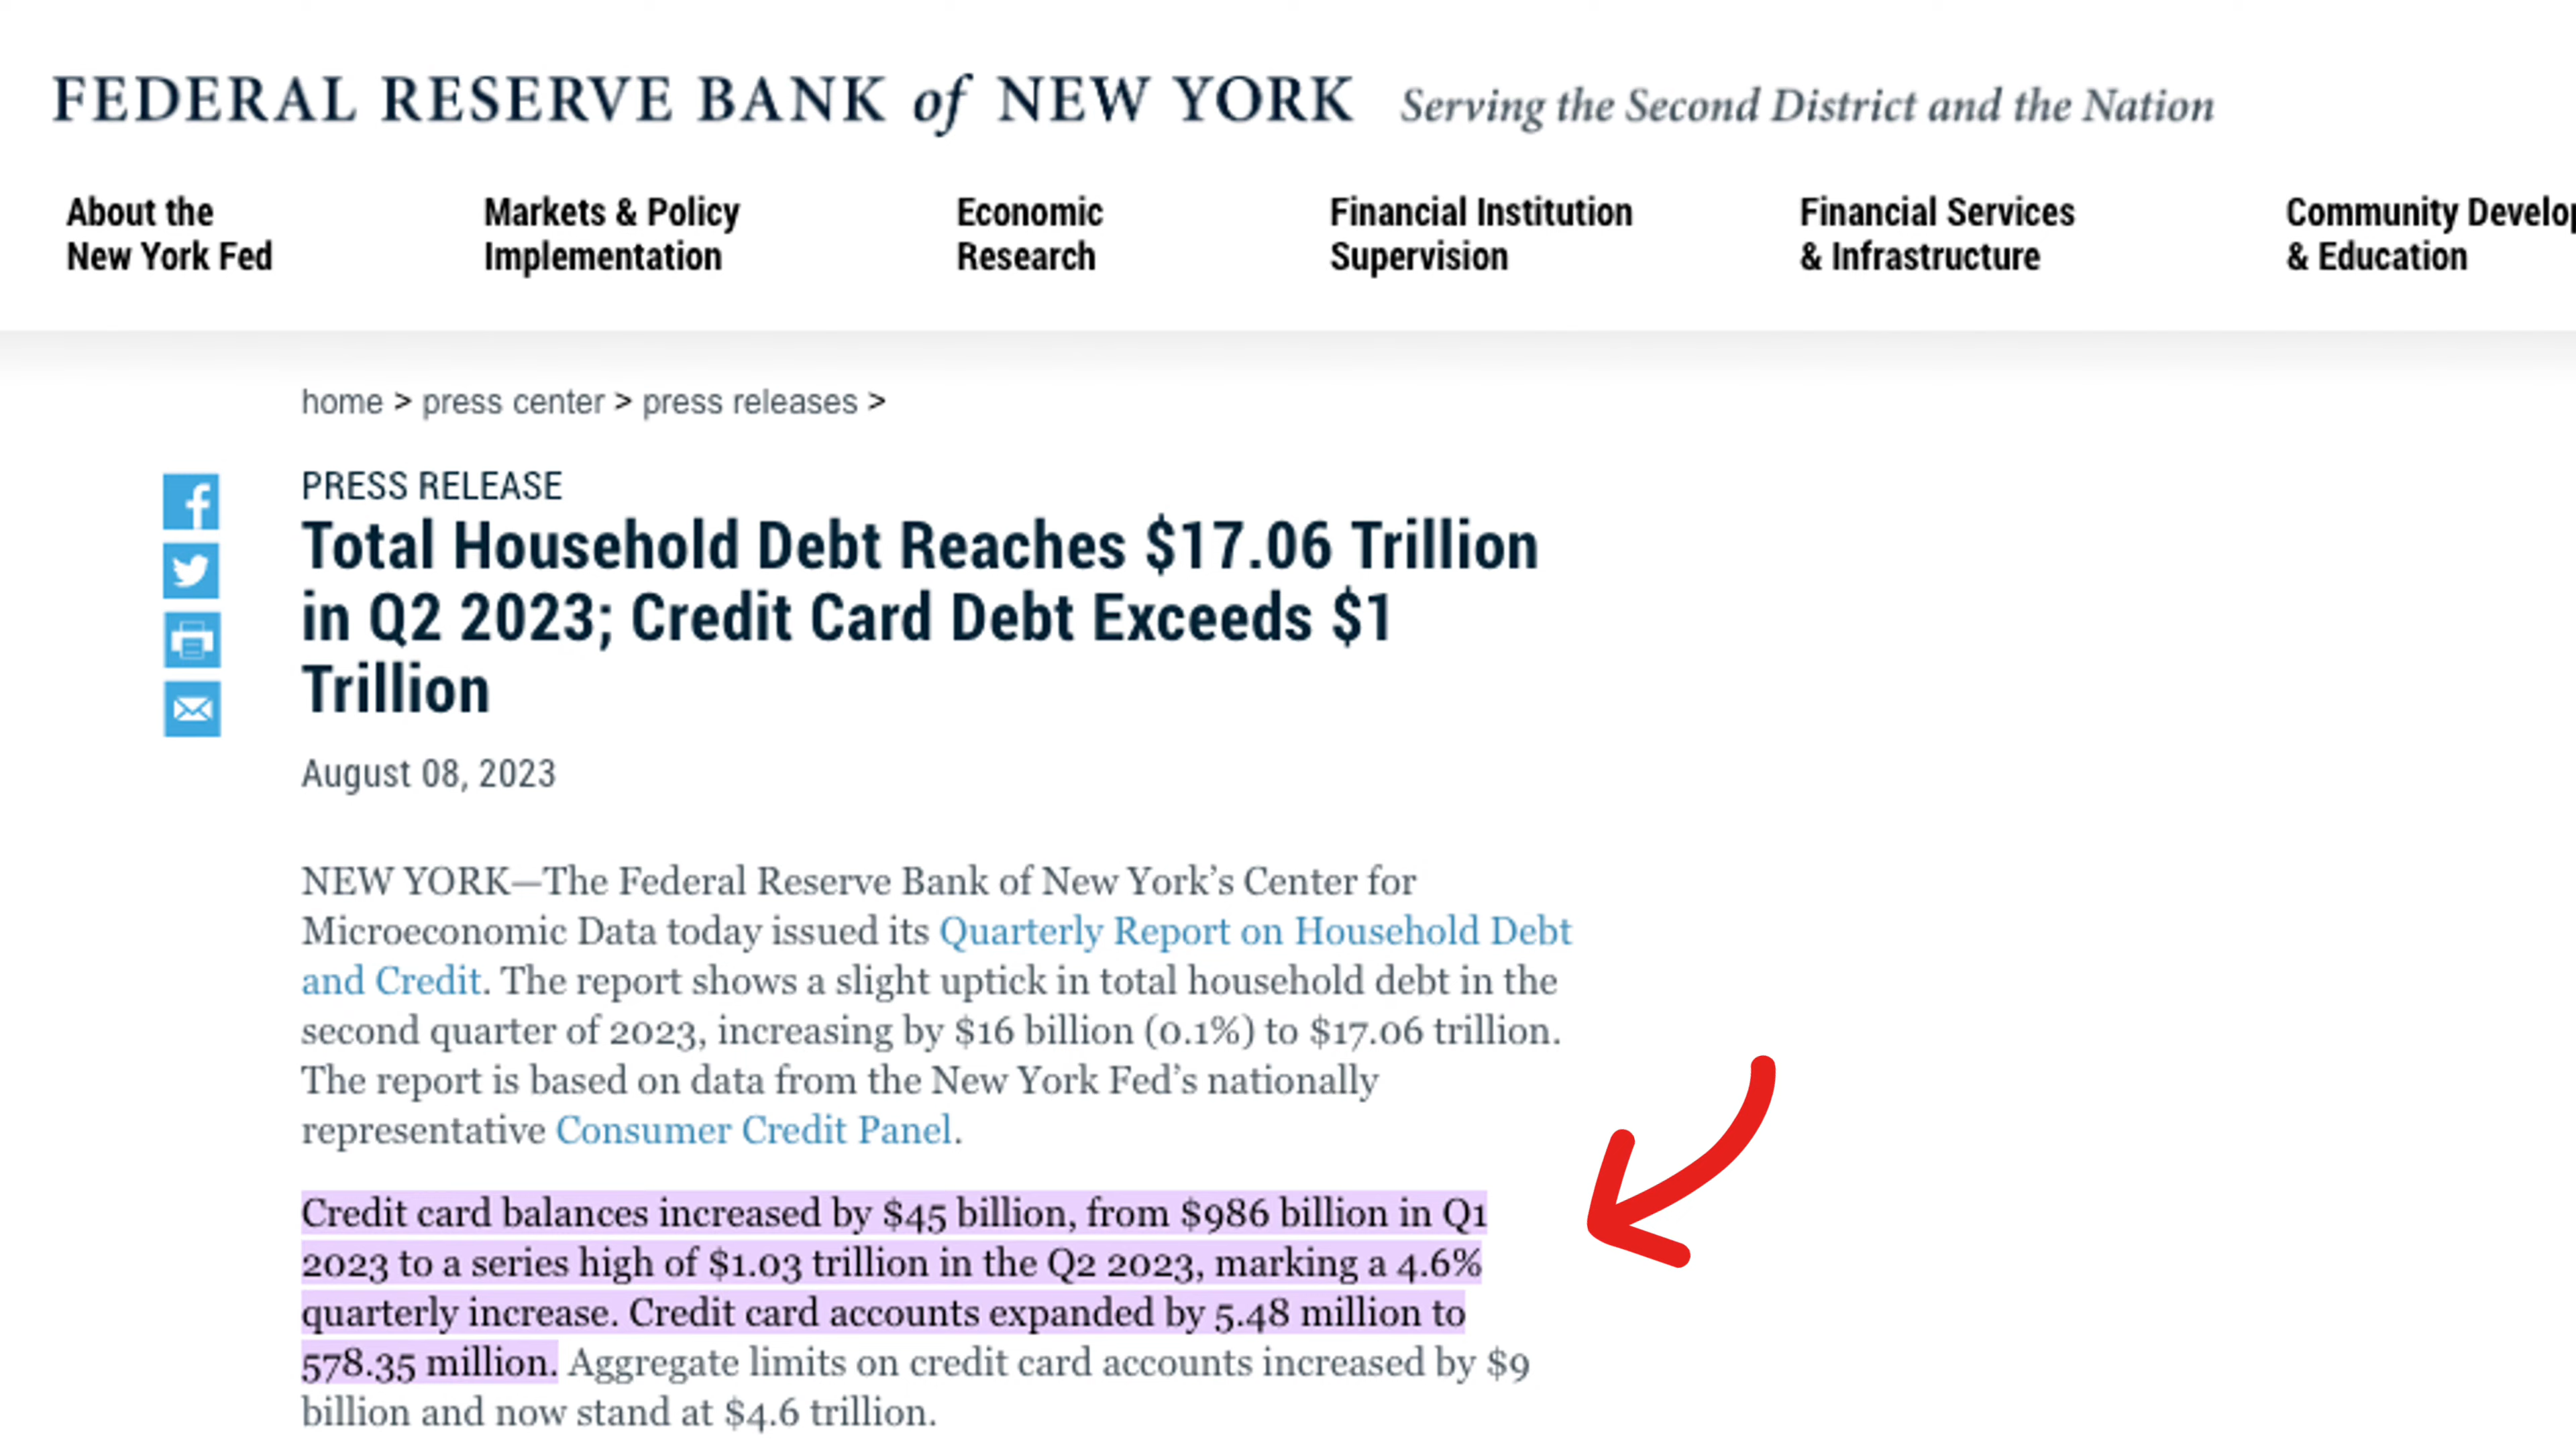 FEDERAL RESERVE BANK of NEW YORK Serving the Second District and the Nation
About the
New York Fed
Markets & Policy
Implementation
Economic
Research
Financial Institution
Supervision
Financial Services
& Infrastructure
Community Develop
& Education
home > press center > press releases >
PRESS RELEASE
Total Household Debt Reaches $17.06 Trillion
in Q2 2023; Credit Card Debt Exceeds $1
Trillion
August 08, 2023
NEW YORK—The Federal Reserve Bank of New York’s Center for
Microeconomic Data today issued its Quarterly Report on Household Debt
and Credit. The report shows a slight uptick in total household debt in the
second quarter of 2023, increasing by $16 billion (0.1%) to $17.06 trillion.
The report is based on data from the New York Fed’s nationally
representative Consumer Credit Panel.
Credit card balances increased by $45 billion, from $986 billion in Q1
2023 to a series high of $1.03 trillion in the Q2 2023, marking a 4.6%
quarterly increase. Credit card accounts expanded by 5.48 million to
578.35 million. Aggregate limits on credit card accounts increased by $9
billion and now stand at $4.6 trillion.